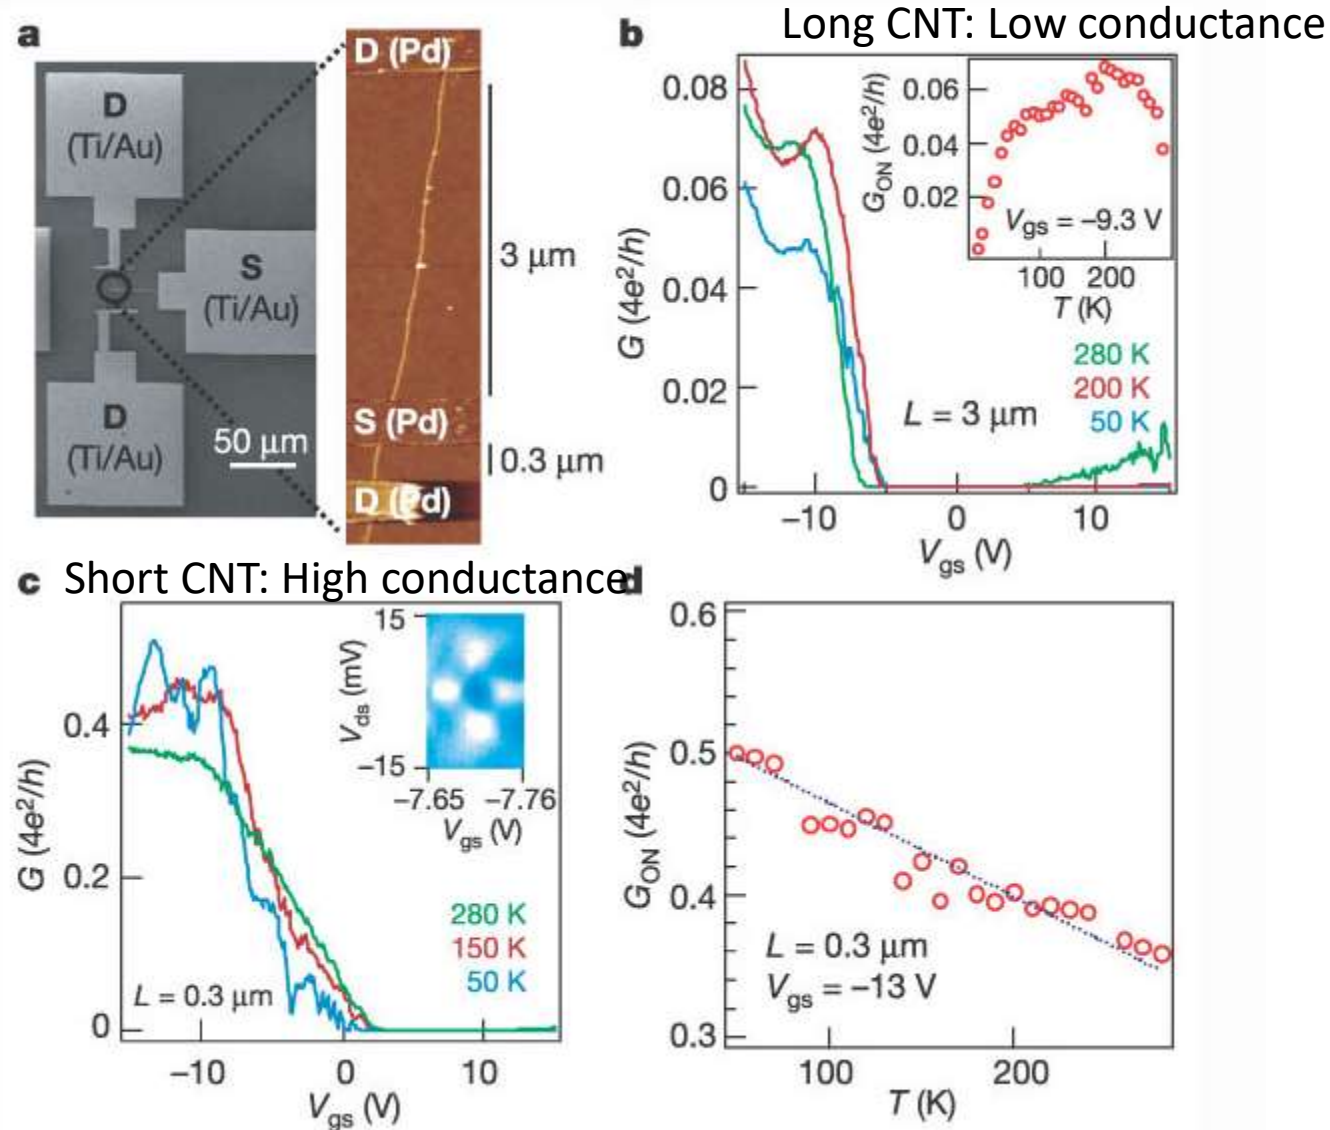 a
D
(Ti/Au)
S
(Ti/Au)
D
(Ti/Au)
50 μm
D (Pd)
3 μm
S (Pd)
0.3 μm
D (Pd)
b
Long CNT: Low conductance
0.08
0.06
0.04
0.02
0
G (4e²/h)
−10
0
10
V_gs (V)
0.06
0.04
0.02
G_ON (4e²/h)
V_gs = −9.3 V
100 200
T (K)
280 K
200 K
50 K
L = 3 μm
c
Short CNT: High conductance
0.4
0.2
0
G (4e²/h)
−10
0
10
V_gs (V)
15
−15
V_ds (mV)
−7.65 −7.76
V_gs (V)
280 K
150 K
50 K
L = 0.3 μm
d
0.6
0.5
0.4
0.3
G_ON (4e²/h)
L = 0.3 μm
V_gs = −13 V
100
200
T (K)